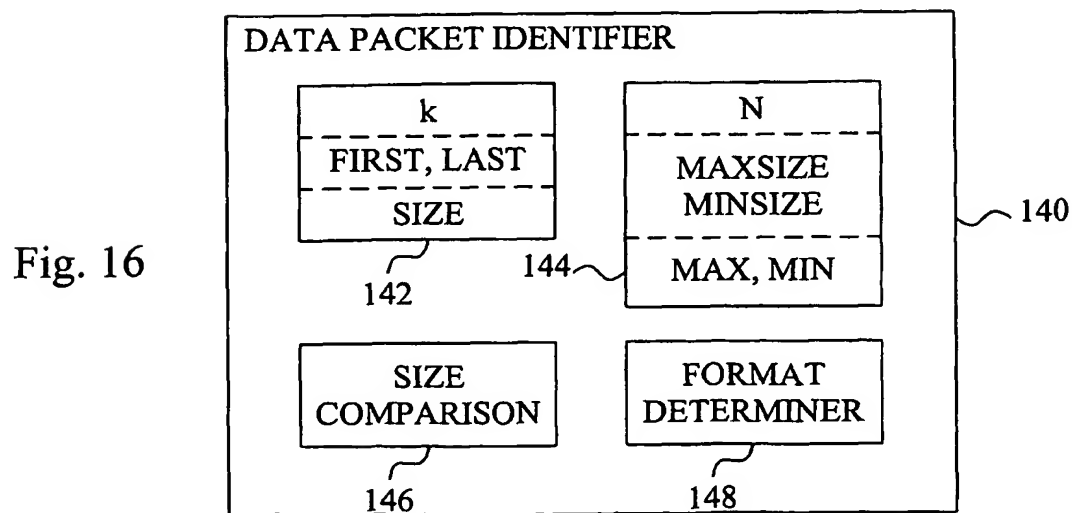 DATA PACKET IDENTIFIER
k
FIRST, LAST
SIZE
142
N
MAXSIZE
MINSIZE
MAX, MIN
144
140
Fig. 16
SIZE
COMPARISON
146
FORMAT
DETERMINER
148